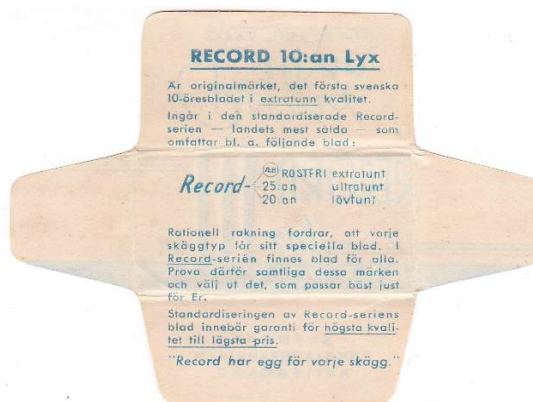 RECORD 10:an Lyx
Är originalmärket, det första svenska
10-öresbladet i extratunn kvalitet.
Ingår i den standardiserade Record-
serien — landets mest sålda — som
omfattar bl. a. följande blad:
ROSTFRI extratunt
Record- 25:an ultratunt
20:an lövtunt
Rationell rakning fordrar, att varje
skäggtyp får sitt speciella blad. I
Record-serien finnes blad för alla.
Prova därför samtliga dessa märken
och välj ut det, som passar bäst just
för Er.
Standardiseringen av Record-seriens
blad innebär garanti för högsta kvali-
tet till lägsta pris.
"Record har egg för varje skägg."